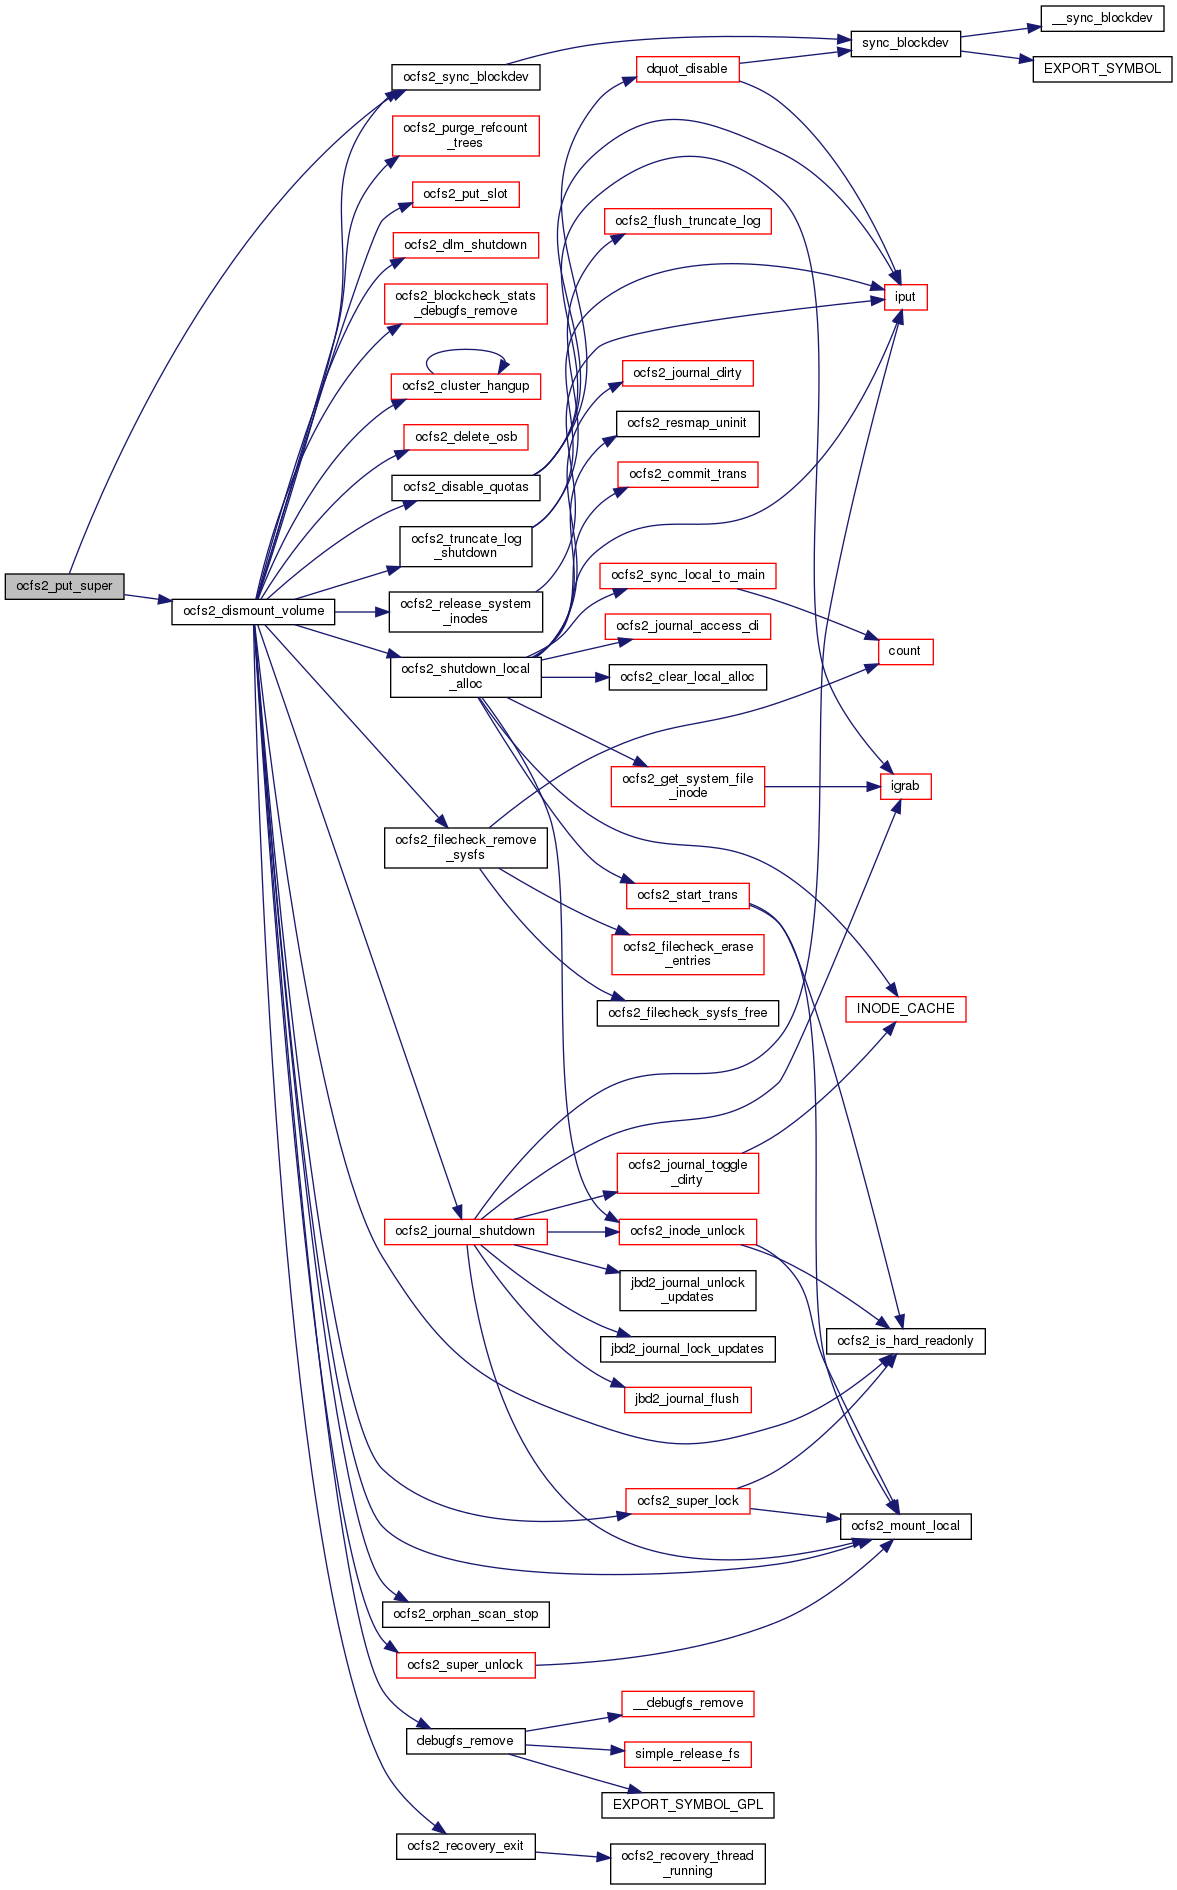 ocfs2_put_super
ocfs2_dismount_volume
ocfs2_sync_blockdev
ocfs2_purge_refcount
_trees
ocfs2_put_slot
ocfs2_dlm_shutdown
ocfs2_blockcheck_stats
_debugfs_remove
ocfs2_cluster_hangup
ocfs2_delete_osb
ocfs2_disable_quotas
ocfs2_truncate_log
_shutdown
ocfs2_release_system
_inodes
ocfs2_shutdown_local
_alloc
ocfs2_filecheck_remove
_sysfs
ocfs2_journal_shutdown
ocfs2_orphan_scan_stop
ocfs2_super_unlock
debugfs_remove
ocfs2_recovery_exit
dquot_disable
ocfs2_flush_truncate_log
ocfs2_journal_dirty
ocfs2_resmap_uninit
ocfs2_commit_trans
ocfs2_sync_local_to_main
ocfs2_journal_access_di
ocfs2_clear_local_alloc
ocfs2_get_system_file
_inode
ocfs2_start_trans
ocfs2_filecheck_erase
_entries
ocfs2_filecheck_sysfs_free
ocfs2_journal_toggle
_dirty
ocfs2_inode_unlock
jbd2_journal_unlock
_updates
jbd2_journal_lock_updates
jbd2_journal_flush
ocfs2_super_lock
__debugfs_remove
simple_release_fs
EXPORT_SYMBOL_GPL
ocfs2_recovery_thread
_running
sync_blockdev
iput
count
igrab
INODE_CACHE
ocfs2_is_hard_readonly
ocfs2_mount_local
__sync_blockdev
EXPORT_SYMBOL